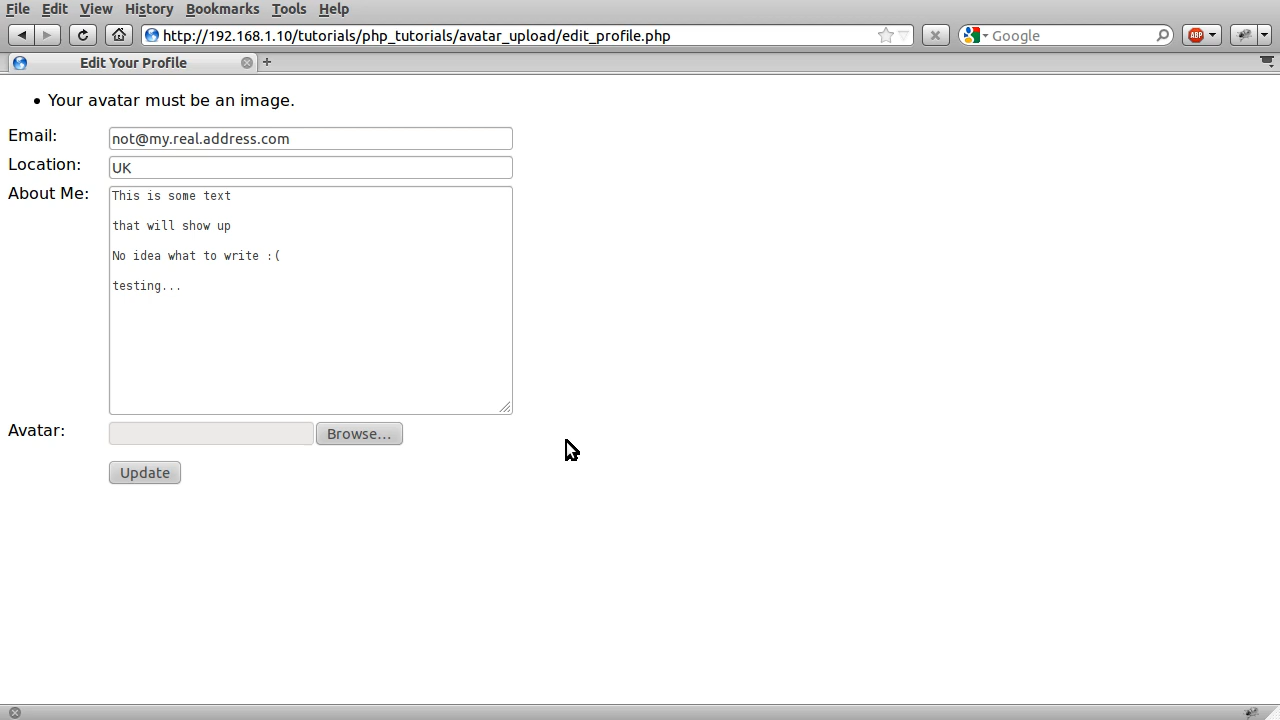 File Edit View History Bookmarks Tools Help
http://192.168.1.10/tutorials/php_tutorials/avatar_upload/edit_profile.php
Google
ABP
Edit Your Profile
+
• Your avatar must be an image.
Email: not@my.real.address.com
Location: UK
About Me: This is some text
that will show up
No idea what to write :(
testing...
Avatar: Browse...
Update